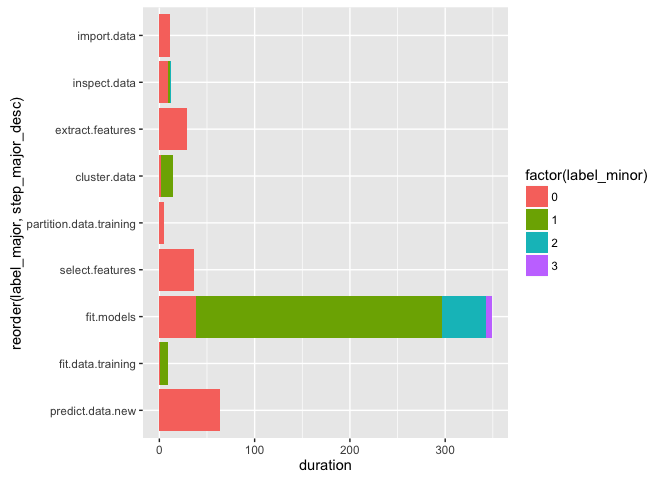 import.data
inspect.data
extract.features
cluster.data
partition.data.training
select.features
fit.models
fit.data.training
predict.data.new
reorder(label_major, step_major_desc)
0 100 200 300
duration
factor(label_minor)
0
1
2
3